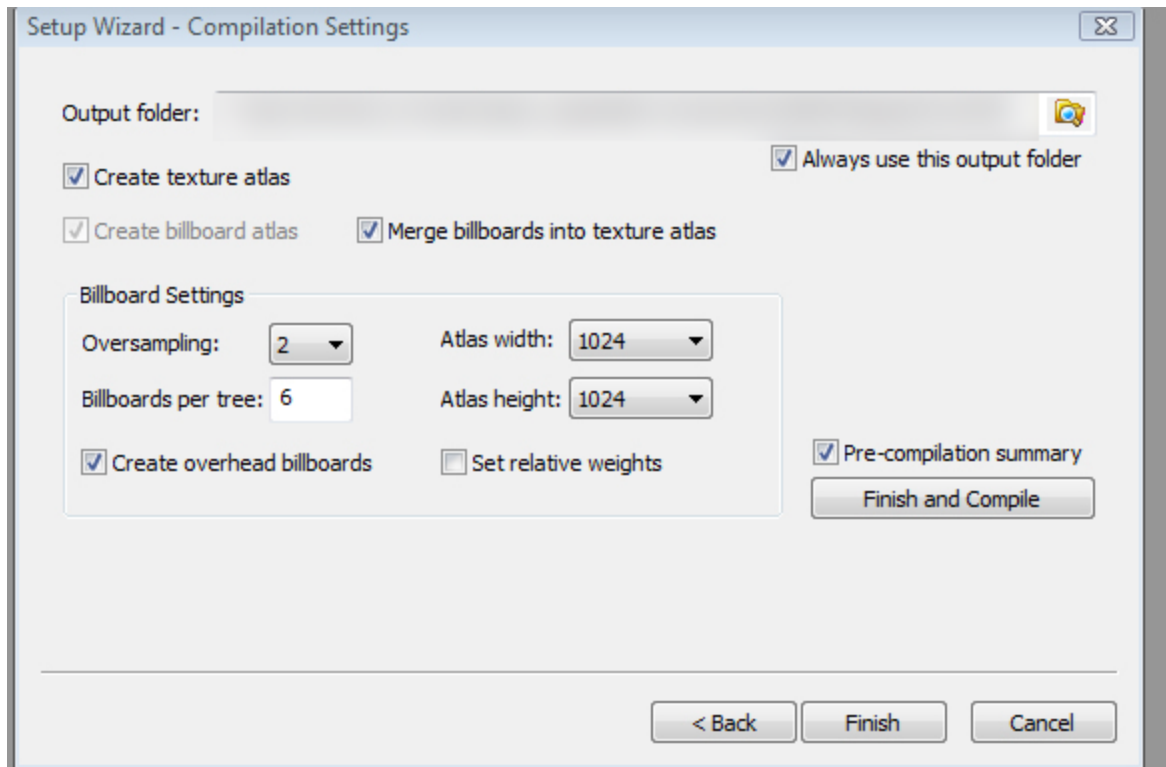 Setup Wizard - Compilation Settings
Output folder:
Always use this output folder
Create texture atlas
Create billboard atlas
Merge billboards into texture atlas
Billboard Settings
Oversampling: 2
Atlas width: 1024
Billboards per tree: 6
Atlas height: 1024
Create overhead billboards
Set relative weights
Pre-compilation summary
Finish and Compile
< Back
Finish
Cancel